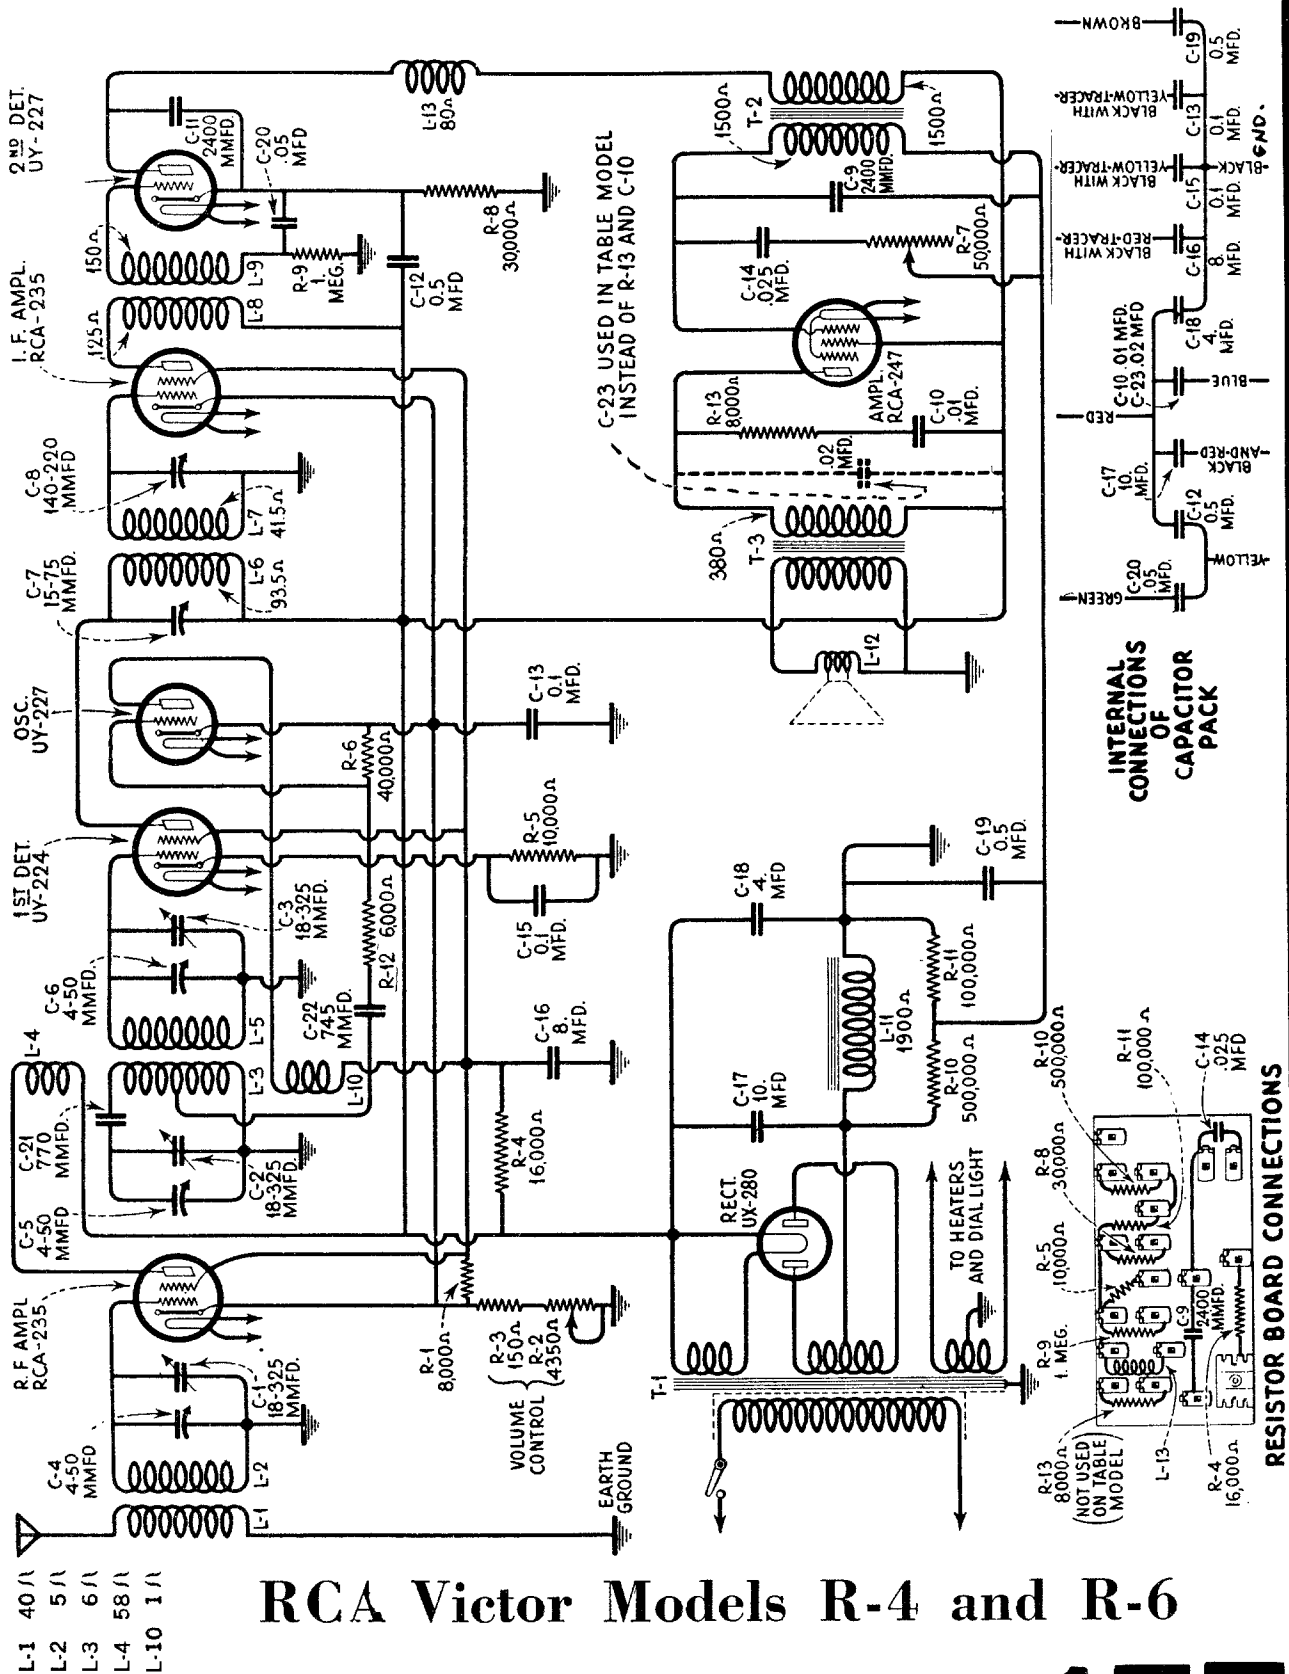 L-1 40Ω
L-2 5Ω
L-3 6Ω
L-4 58Ω
L-10 1Ω
RCA Victor Models R-4 and R-6
L-1
EARTH
GROUND
C-4
4-50
MMFD
L-2
C-1
18-325
MMFD.
R.F AMPL
RCA-235
R-1
8,000Ω
VOLUME
CONTROL
R-3
150Ω
R-2
4350Ω
C-5
4-50
MMFD
C-2
18-325
MMFD.
C-21
770
MMFD.
L-3
L-4
L-10
R-4
16,000Ω
C-16
8.
MFD.
L-5
C-6
4-50
MMFD.
C-3
18-325
MMFD.
C-22
745
MMFD.
R-12
6,000Ω
1ST DET.
UY-224
C-15
0.1
MFD.
R-5
10,000Ω
OSC.
UY-227
R-6
40,000Ω
C-13
0.1
MFD.
C-7
15-75
MMFD.
L-6
93.5Ω
C-8
140-220
MMFD
L-7
41.5Ω
I.F. AMPL.
RCA-235
125Ω
L-8
150Ω
L-9
R-9
1
MEG.
C-12
0.5
MFD
2ND DET.
UY-227
C-11
2400
MMFD.
C-20
.05
MFD
R-8
30,000Ω
L-13
80Ω
T-1
RECT.
UX-280
TO HEATERS
AND DIAL LIGHT
C-17
10.
MFD
C-18
4.
MFD
L-11
1900Ω
R-10
500,000Ω
R-11
100,000Ω
C-19
0.5
MFD.
L-12
T-3
380Ω
.02
MFD.
C-23 USED IN TABLE MODEL
INSTEAD OF R-13 AND C-10
R-13
8,000Ω
C-10
.01
MFD.
AMPL.
RCA-247
C-14
.025
MFD.
R-7
50,000Ω
C-9
2400
MMFD.
1500Ω
T-2
1500Ω
R-13
8,000Ω
(NOT USED
ON TABLE
MODEL)
L-13
R-4
16,000Ω
R-9
1. MEG.
C-9
2400
MMFD.
R-5
10,000Ω
R-8
30,000Ω
R-10
500,000Ω
R-11
100,000Ω
C-14
.025
MFD
RESISTOR BOARD CONNECTIONS
INTERNAL
CONNECTIONS
OF
CAPACITOR
PACK
GREEN
C-20
.05
MFD.
YELLOW
C-12
0.5
MFD.
C-17
10.
MFD.
BLACK
AND-RED
RED
C-10 .01 MFD.
C-23 .02 MFD
BLUE
C-18
4.
MFD.
BLACK WITH
RED-TRACER
C-16
8.
MFD.
BLACK WITH
YELLOW-TRACER
C-15
0.1
MFD.
BLACK
GND.
BLACK WITH
YELLOW-TRACER
C-13
0.1
MFD.
BROWN
C-19
0.5
MFD.